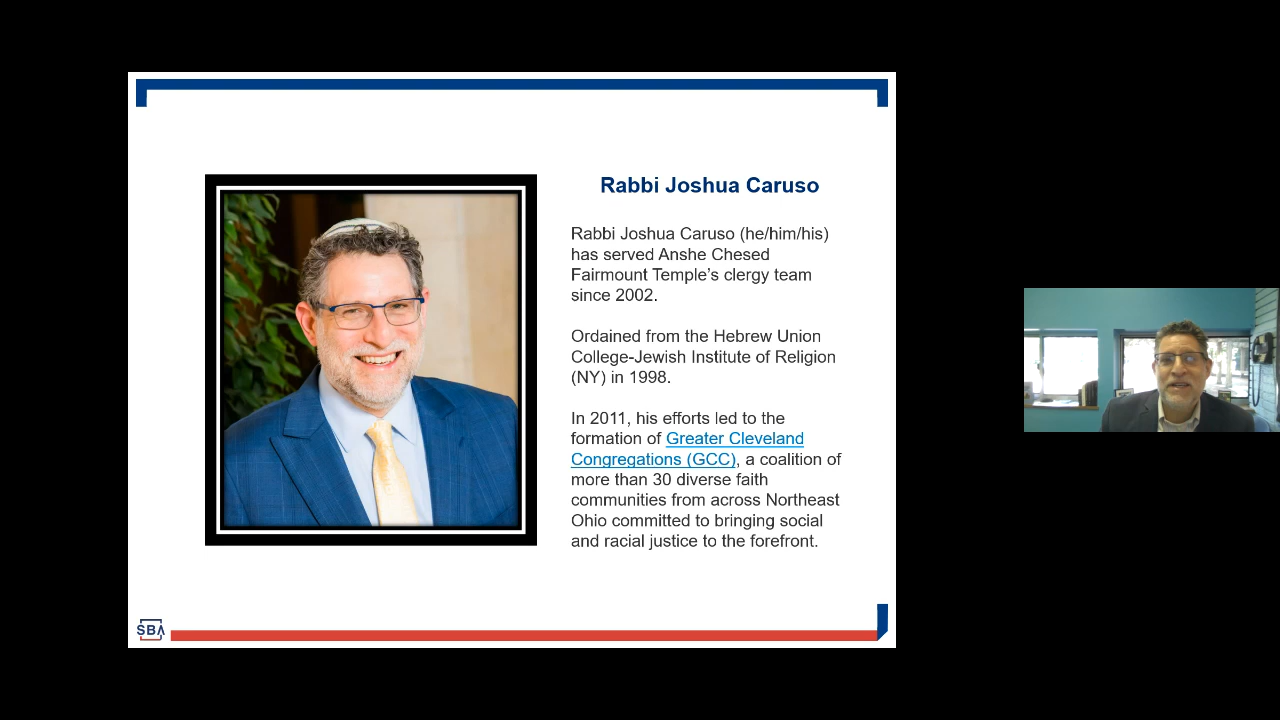 Rabbi Joshua Caruso
Rabbi Joshua Caruso (he/him/his)
has served Anshe Chesed
Fairmount Temple’s clergy team
since 2002.
Ordained from the Hebrew Union
College-Jewish Institute of Religion
(NY) in 1998.
In 2011, his efforts led to the
formation of Greater Cleveland
Congregations (GCC), a coalition of
more than 30 diverse faith
communities from across Northeast
Ohio committed to bringing social
and racial justice to the forefront.
SBA